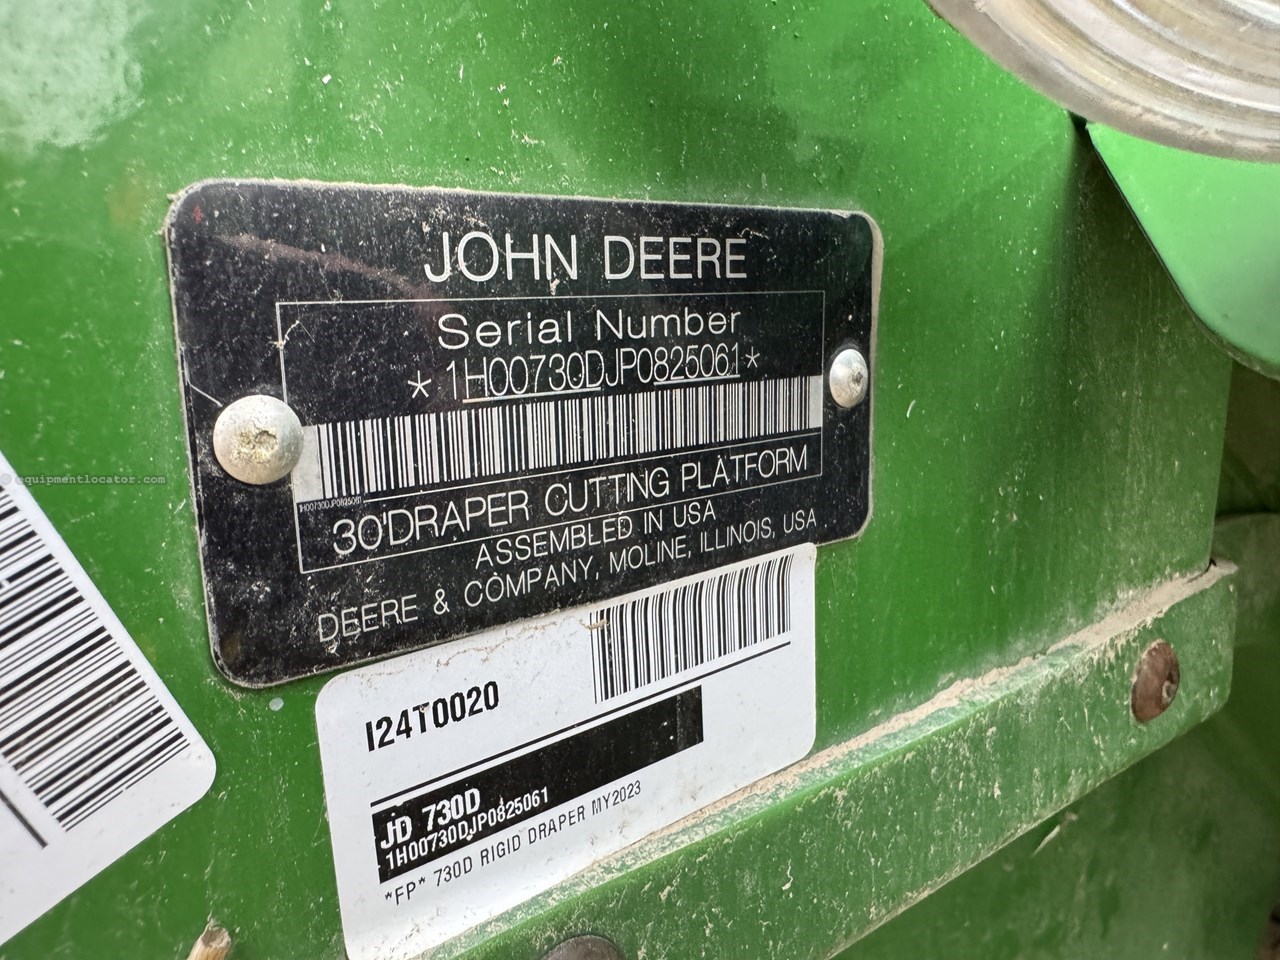 JOHN DEERE
Serial Number
*1H00730DJP0825061*
1H00730DJP0825061
30'DRAPER CUTTING PLATFORM
ASSEMBLED IN USA
DEERE & COMPANY, MOLINE, ILLINOIS, USA
I24T0020
JD 730D
1H00730DJP0825061
*FP* 730D RIGID DRAPER MY2023
© equipmentlocator.com